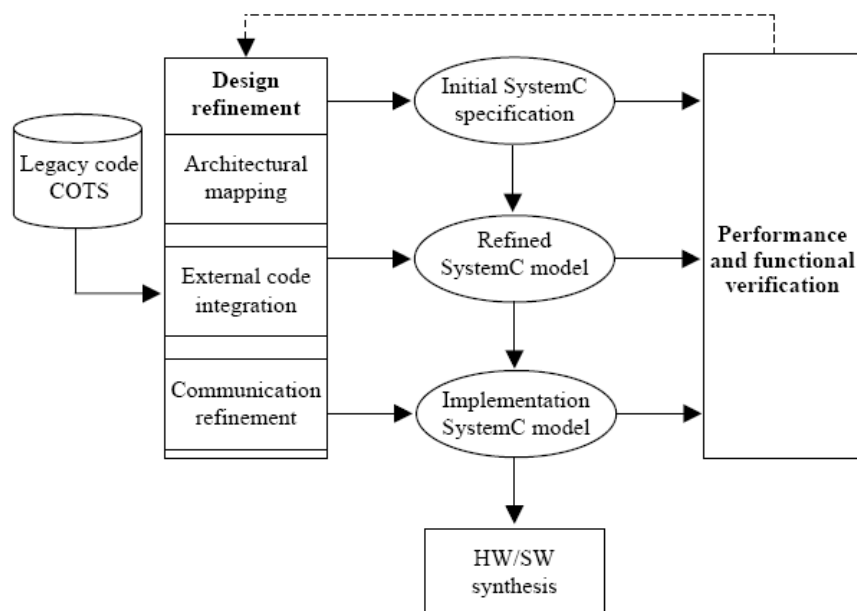 Design
refinement
Architectural
mapping
External code
integration
Communication
refinement
Legacy code
COTS
Initial SystemC
specification
Refined
SystemC model
Implementation
SystemC model
HW/SW
synthesis
Performance
and functional
verification